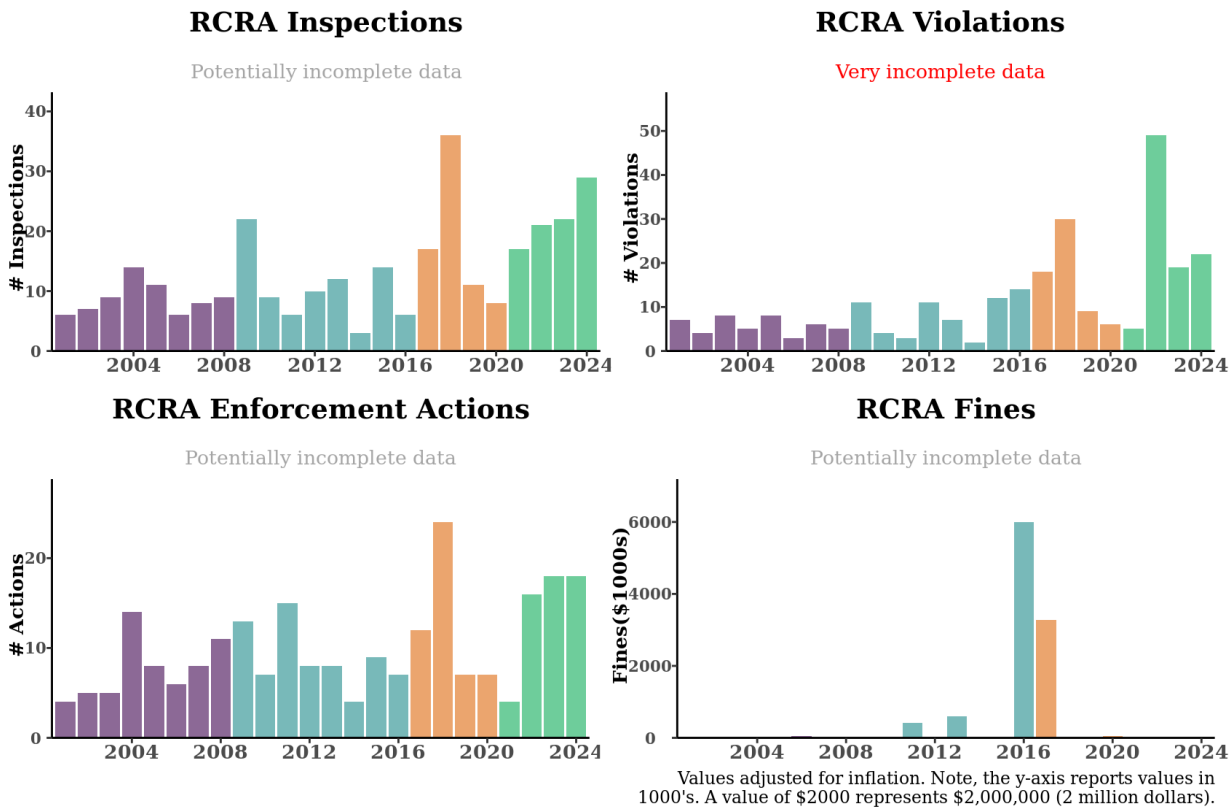 RCRA Inspections
Potentially incomplete data
# Inspections
40
30
20
10
0
2004 2008 2012 2016 2020 2024
RCRA Violations
Very incomplete data
# Violations
50
40
30
20
10
0
2004 2008 2012 2016 2020 2024
RCRA Enforcement Actions
Potentially incomplete data
# Actions
20
10
0
2004 2008 2012 2016 2020 2024
RCRA Fines
Potentially incomplete data
Fines($1000s)
6000
4000
2000
0
2004 2008 2012 2016 2020 2024
Values adjusted for inflation. Note, the y-axis reports values in
1000's. A value of $2000 represents $2,000,000 (2 million dollars).